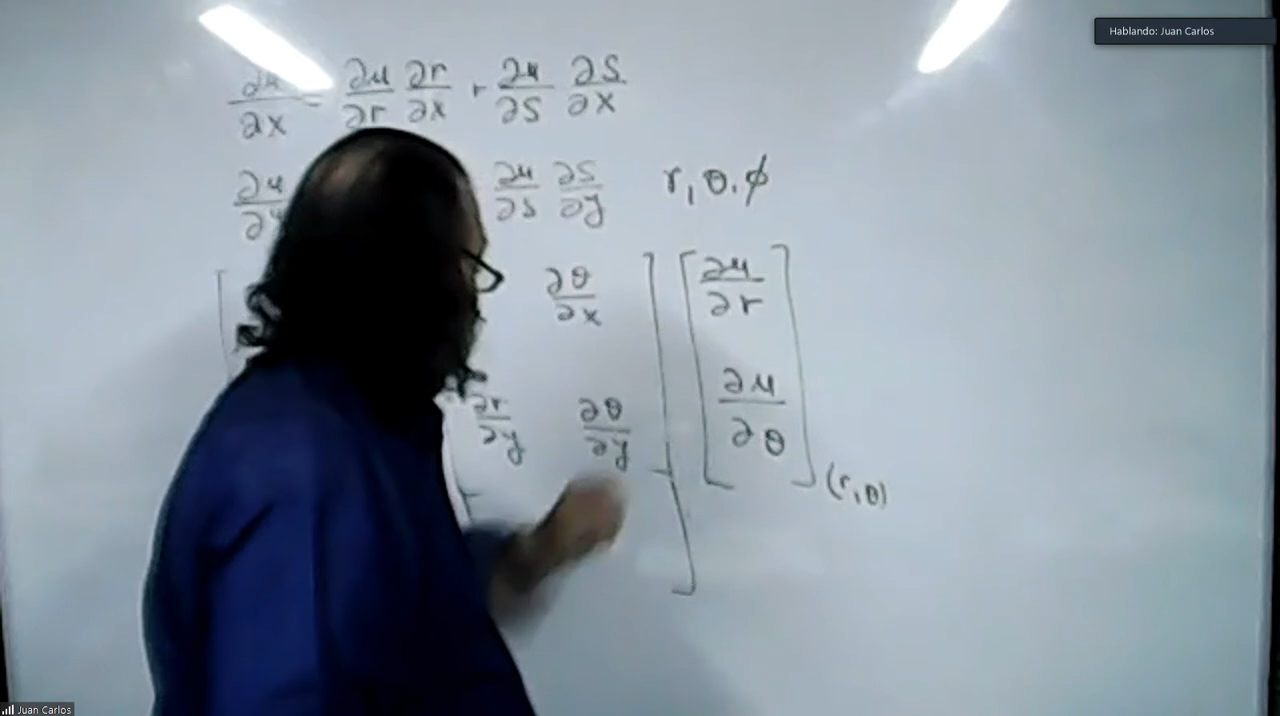 Hablando: Juan Carlos
∂u/∂x = ∂u/∂r ∂r/∂x + ∂u/∂s ∂s/∂x
∂u ∂u/∂s ∂s/∂y
r, θ, φ
∂θ/∂x
∂u/∂r
∂r/∂y ∂θ/∂y
∂u/∂θ
(r, θ)
Juan Carlos